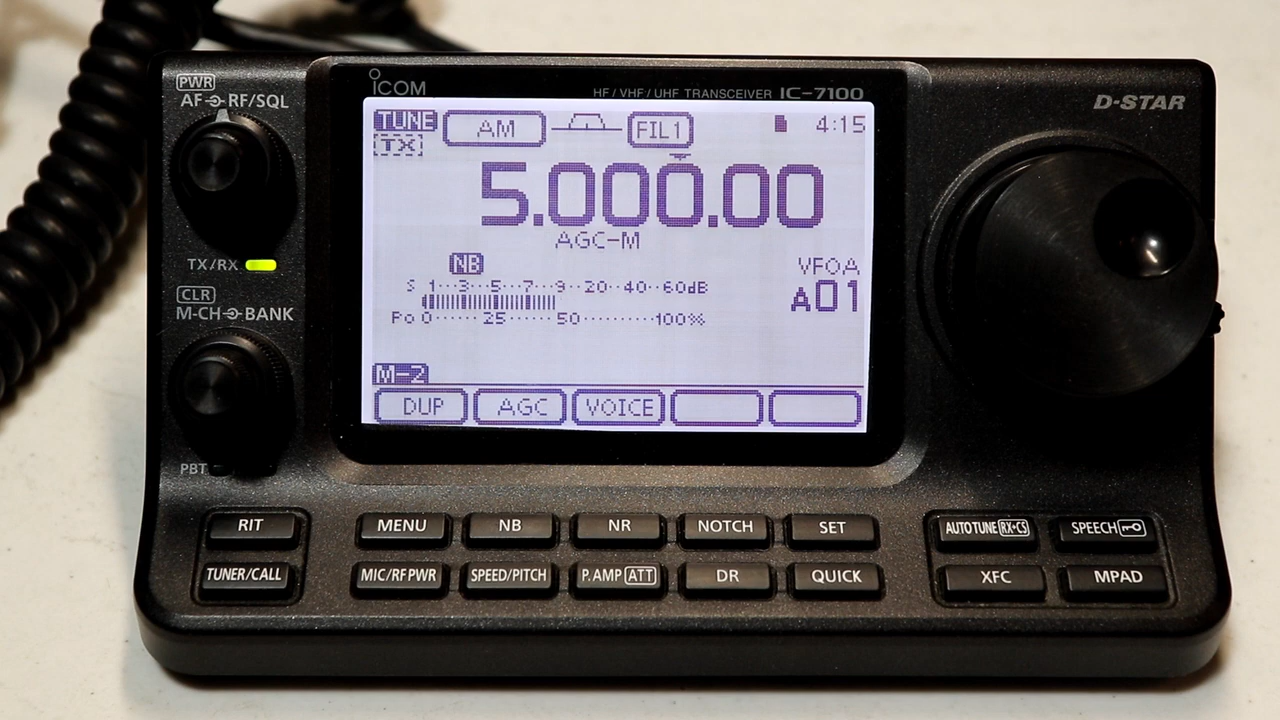 PWR
AF RF/SQL
ICOM
HF/VHF/UHF TRANSCEIVER IC-7100
D-STAR
TUNE AM FIL1 4:15
TX
5.000.00
AGC-M
TX/RX
NB
VFOA
S 1··3··5··7··9··20··40··60dB
A01
CLR
M-CH BANK
Po 0······25······50··········100%
M-2
DUP AGC VOICE
PBT
RIT MENU NB NR NOTCH SET AUTOTUNE RX•CS SPEECH
TUNER/CALL MIC/RF PWR SPEED/PITCH P.AMP ATT DR QUICK XFC MPAD